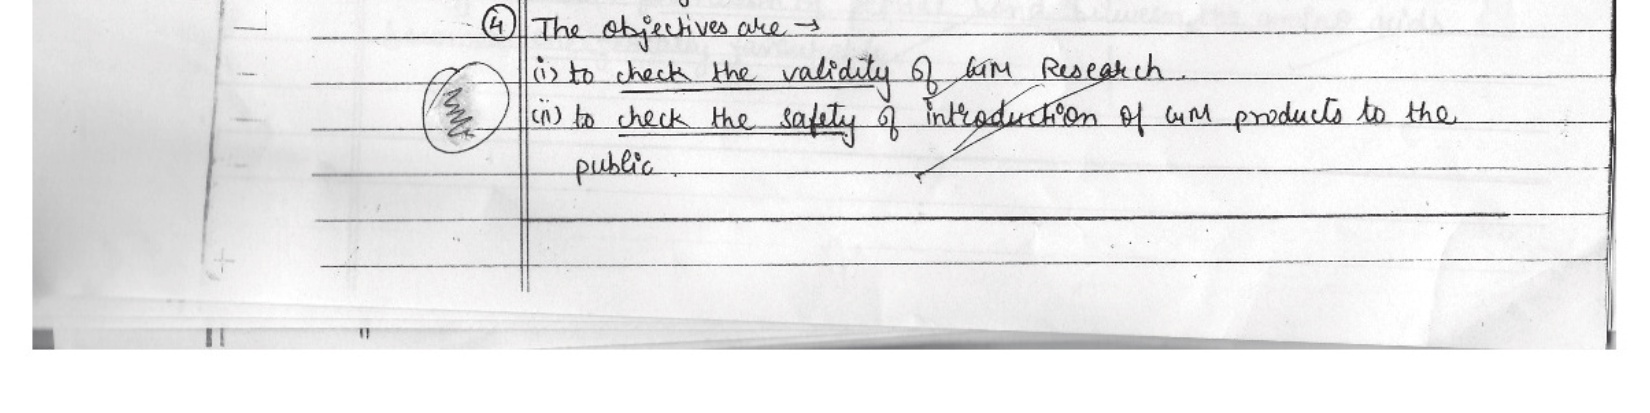 ④ The objectives are →
(i) to check the validity of GM Research.
(ii) to check the safety of introduction of GM products to the
public.